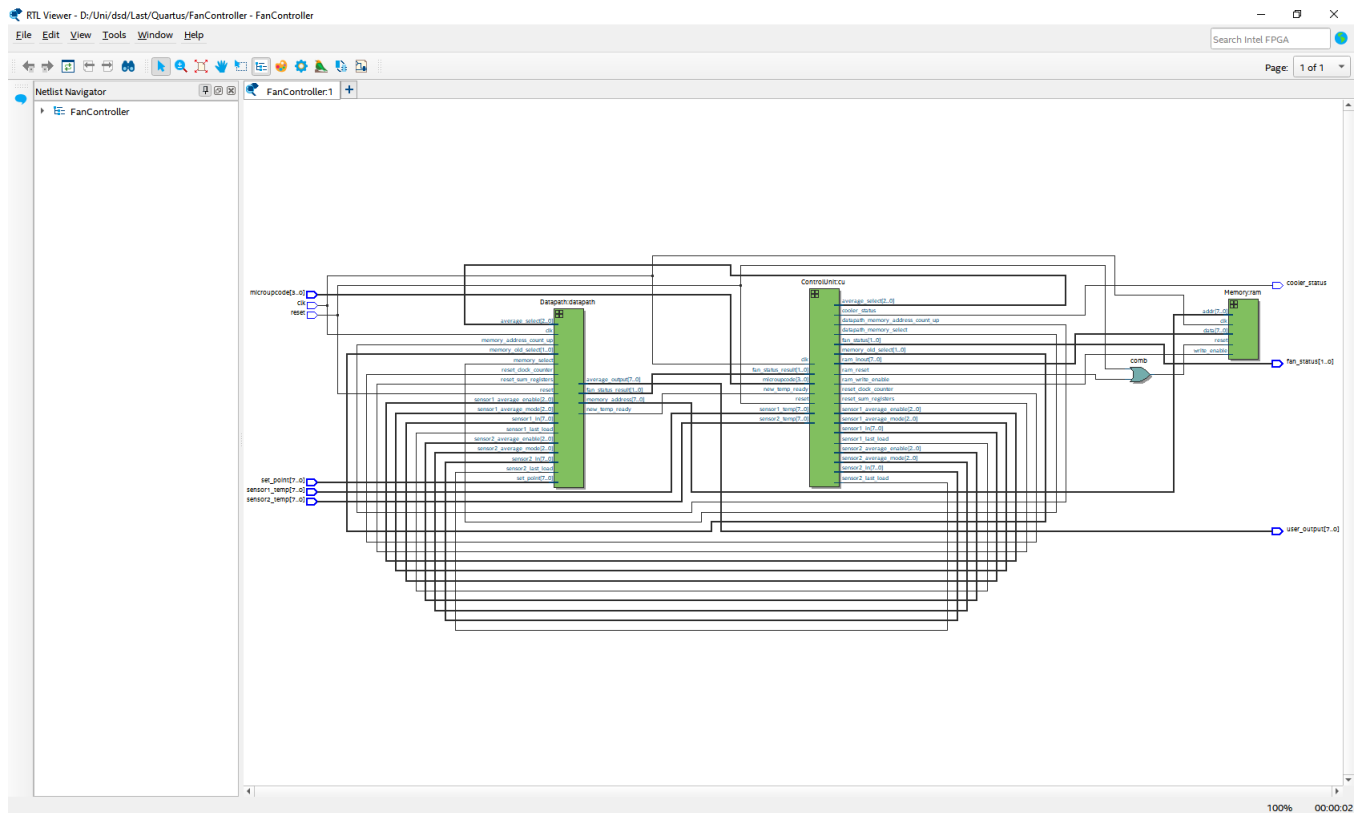 RTL Viewer - D:/Uni/dsd/Last/Quartus/FanController - FanController
File Edit View Tools Window Help
Search Intel FPGA
Page: 1 of 1
Netlist Navigator
FanController:1
FanController
microupcode[3..0]
clk
reset
set_point[7..0]
sensor1_temp[7..0]
sensor2_temp[7..0]
Datapath:datapath
average_select[2..0]
clk
memory_address_count_up
memory_old_select[1..0]
memory_select
reset_clock_counter
reset_sum_registers
reset
sensor1_average_enable[2..0]
sensor1_average_mode[2..0]
sensor1_in[7..0]
sensor1_last_load
sensor2_average_enable[2..0]
sensor2_average_mode[2..0]
sensor2_in[7..0]
sensor2_last_load
set_point[7..0]
average_output[7..0]
fan_status_result[1..0]
memory_address[7..0]
new_temp_ready
ControlUnit:cu
clk
fan_status_result[1..0]
microupcode[3..0]
new_temp_ready
reset
sensor1_temp[7..0]
sensor2_temp[7..0]
average_select[2..0]
cooler_status
datapath_memory_address_count_up
datapath_memory_select
fan_status[1..0]
memory_old_select[1..0]
ram_inout[7..0]
ram_reset
ram_write_enable
reset_clock_counter
reset_sum_registers
sensor1_average_enable[2..0]
sensor1_average_mode[2..0]
sensor1_in[7..0]
sensor1_last_load
sensor2_average_enable[2..0]
sensor2_average_mode[2..0]
sensor2_in[7..0]
sensor2_last_load
comb
Memory:ram
addr[7..0]
clk
data[7..0]
reset
write_enable
cooler_status
fan_status[1..0]
user_output[7..0]
100% 00:00:02